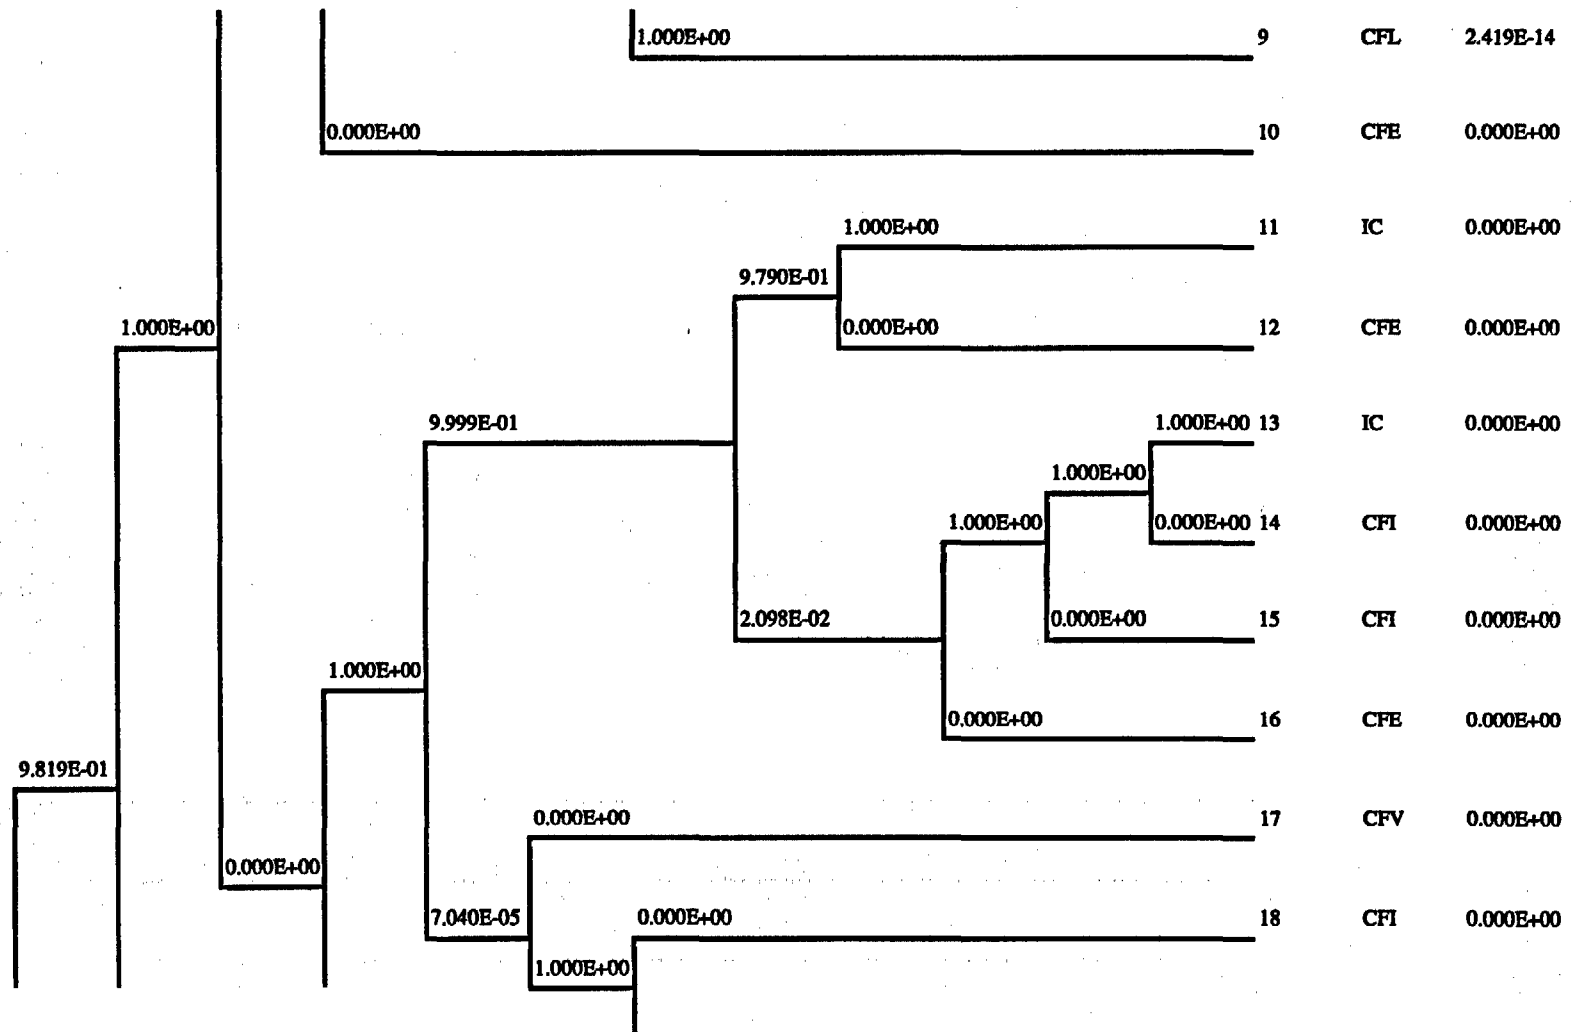 1.000E+00 9 CFL 2.419E-14
0.000E+00 10 CFE 0.000E+00
1.000E+00 11 IC 0.000E+00
9.790E-01
1.000E+00 0.000E+00 12 CFE 0.000E+00
9.999E-01 1.000E+00 13 IC 0.000E+00
1.000E+00
1.000E+00 0.000E+00 14 CFI 0.000E+00
2.098E-02 0.000E+00 15 CFI 0.000E+00
1.000E+00
0.000E+00 16 CFE 0.000E+00
9.819E-01
0.000E+00 17 CFV 0.000E+00
0.000E+00
7.040E-05 0.000E+00 18 CFI 0.000E+00
1.000E+00